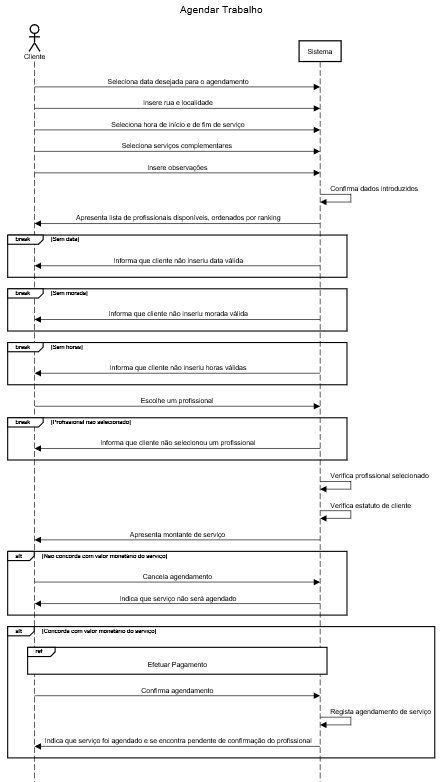 Agendar Trabalho
Cliente
Sistema
Seleciona data desejada para o agendamento
Insere rua e localidade
Seleciona hora de início e de fim de serviço
Seleciona serviços complementares
Insere observações
Confirma dados introduzidos
Apresenta lista de profissionais disponíveis, ordenados por ranking
break [Sem data]
Informa que cliente não inseriu data válida
break [Sem morada]
Informa que cliente não inseriu morada válida
break [Sem horas]
Informa que cliente não inseriu horas válidas
Escolhe um profissional
break [Profissional não selecionado]
Informa que cliente não selecionou um profissional
Verifica profissional selecionado
Verifica estatuto de cliente
Apresenta montante de serviço
alt [Não concorda com valor monetário do serviço]
Cancela agendamento
Indica que serviço não será agendado
alt [Concorda com valor monetário do serviço]
ref
Efetuar Pagamento
Confirma agendamento
Regista agendamento de serviço
Indica que serviço foi agendado e se encontra pendente de confirmação do profissional